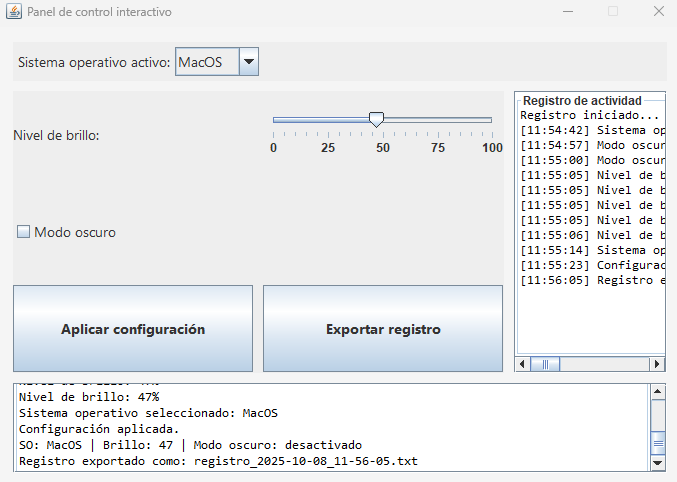 Panel de control interactivo
Sistema operativo activo: MacOS
Nivel de brillo:
0 25 50 75 100
Modo oscuro
Aplicar configuración
Exportar registro
Registro de actividad
Registro iniciado...
[11:54:42] Sistema op
[11:54:57] Modo oscur
[11:55:00] Modo oscur
[11:55:05] Nivel de b
[11:55:05] Nivel de b
[11:55:05] Nivel de b
[11:55:05] Nivel de b
[11:55:06] Nivel de b
[11:55:14] Sistema op
[11:55:23] Configurac
[11:56:05] Registro e
Nivel de brillo: 47%
Sistema operativo seleccionado: MacOS
Configuración aplicada.
SO: MacOS | Brillo: 47 | Modo oscuro: desactivado
Registro exportado como: registro_2025-10-08_11-56-05.txt